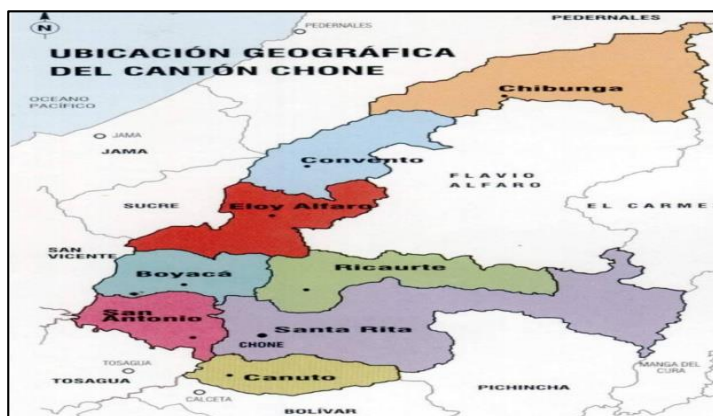 N
PEDERNALES
PEDERNALES
UBICACIÓN GEOGRÁFICA
DEL CANTÓN CHONE
OCEANO
PACÍFICO
Chibunga
JAMA
JAMA
Convento
FLAVIO
ALFARO
SUCRE
Eloy Alfaro
EL CARME
SAN
VICENTE
Boyacá
Ricaurte
San
Antonio
Santa Rita
CHONE
TOSAGUA
TOSAGUA
Canuto
MANGA DEL
CURA
PICHINCHA
CALCETA
BOLÍVAR